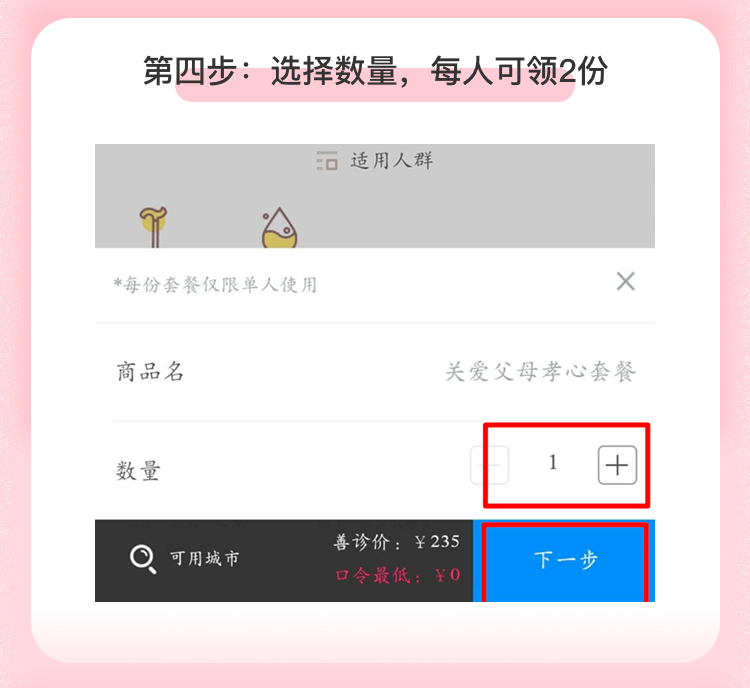 第四步：选择数量，每人可领2份
适用人群
*每份套餐仅限单人使用
商品名
关爱父母孝心套餐
数量
1
可用城市
善诊价：￥235
口令最低：￥0
下一步